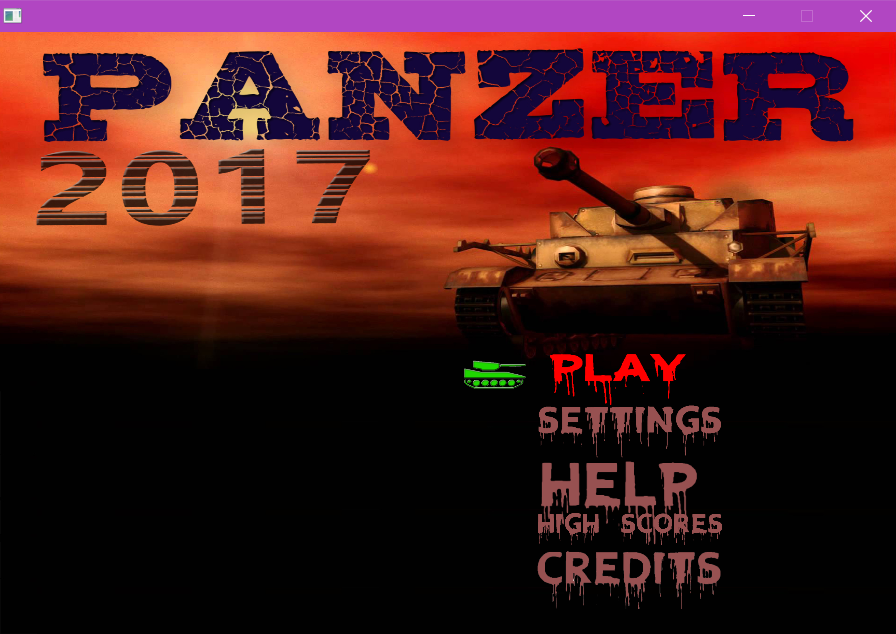 PANZER
2017
PLAY
SETTINGS
HELP
HIGH SCORES
CREDITS